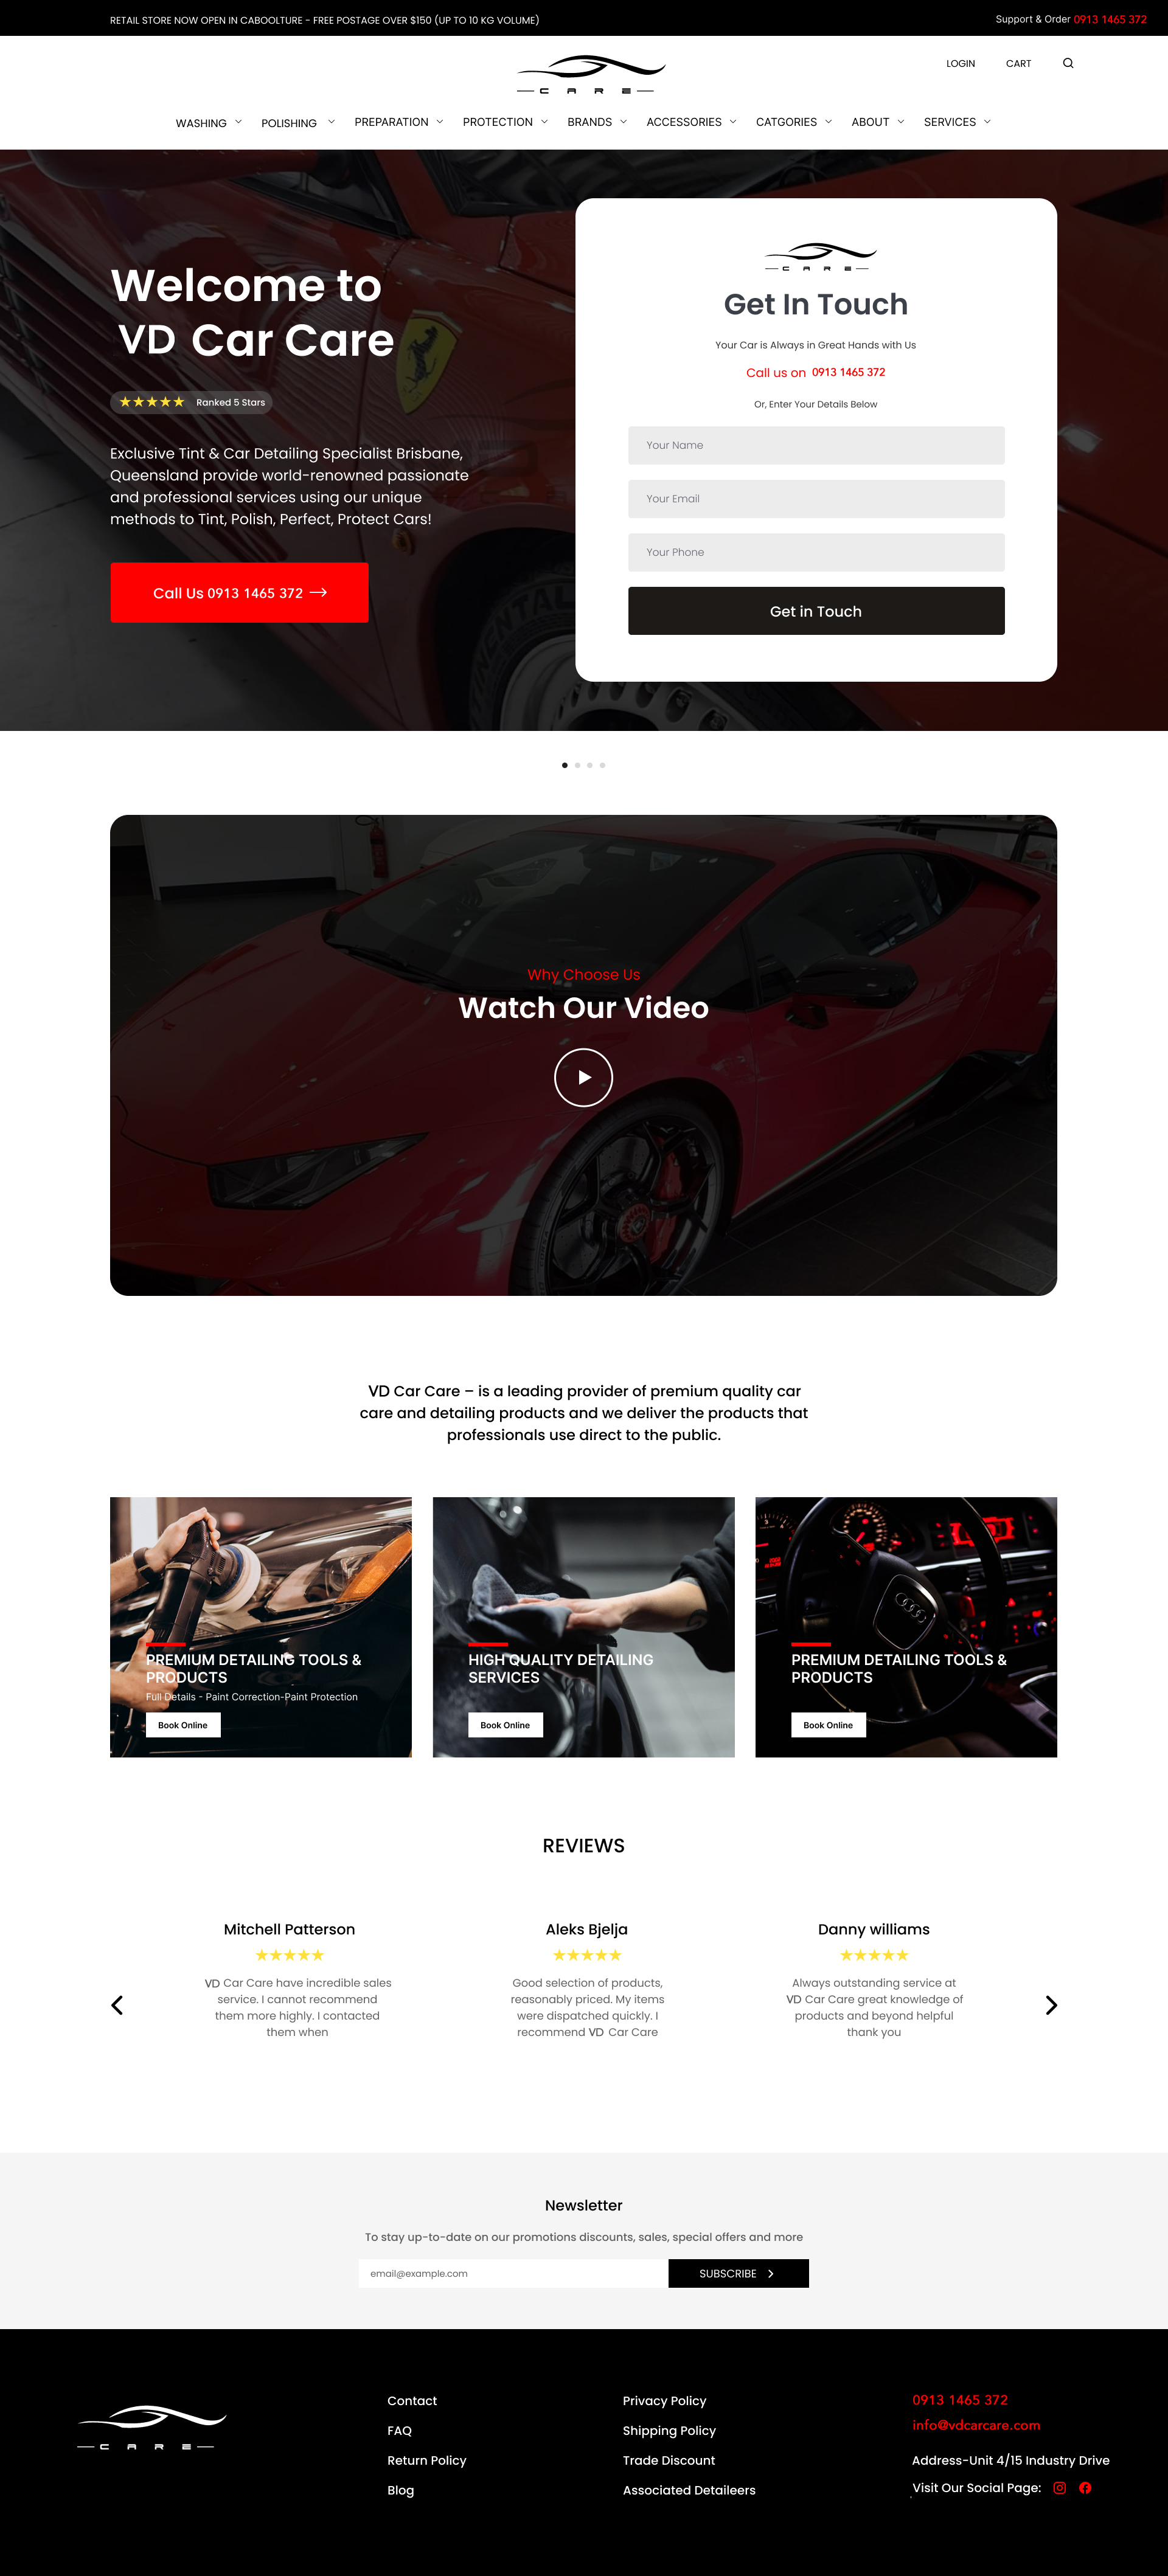 RETAIL STORE NOW OPEN IN CABOOLTURE - FREE POSTAGE OVER $150 (UP TO 10 KG VOLUME)
Support & Order 0913 1465 372
CARE
LOGIN
CART
WASHING
POLISHING
PREPARATION
PROTECTION
BRANDS
ACCESSORIES
CATGORIES
ABOUT
SERVICES
Welcome to
VD Car Care
Ranked 5 Stars
Exclusive Tint & Car Detailing Specialist Brisbane,
Queensland provide world-renowned passionate
and professional services using our unique
methods to Tint, Polish, Perfect, Protect Cars!
Call Us 0913 1465 372
CARE
Get In Touch
Your Car is Always in Great Hands with Us
Call us on 0913 1465 372
Or, Enter Your Details Below
Your Name
Your Email
Your Phone
Get in Touch
Why Choose Us
Watch Our Video
VD Car Care – is a leading provider of premium quality car
care and detailing products and we deliver the products that
professionals use direct to the public.
PREMIUM DETAILING TOOLS &
PRODUCTS
Full Details - Paint Correction-Paint Protection
Book Online
HIGH QUALITY DETAILING
SERVICES
Book Online
PREMIUM DETAILING TOOLS &
PRODUCTS
Book Online
REVIEWS
Mitchell Patterson
VD Car Care have incredible sales
service. I cannot recommend
them more highly. I contacted
them when
Aleks Bjelja
Good selection of products,
reasonably priced. My items
were dispatched quickly. I
recommend VD Car Care
Danny williams
Always outstanding service at
VD Car Care great knowledge of
products and beyond helpful
thank you
Newsletter
To stay up-to-date on our promotions discounts, sales, special offers and more
email@example.com
SUBSCRIBE
CARE
Contact
FAQ
Return Policy
Blog
Privacy Policy
Shipping Policy
Trade Discount
Associated Detaileers
0913 1465 372
info@vdcarcare.com
Address-Unit 4/15 Industry Drive
Visit Our Social Page: